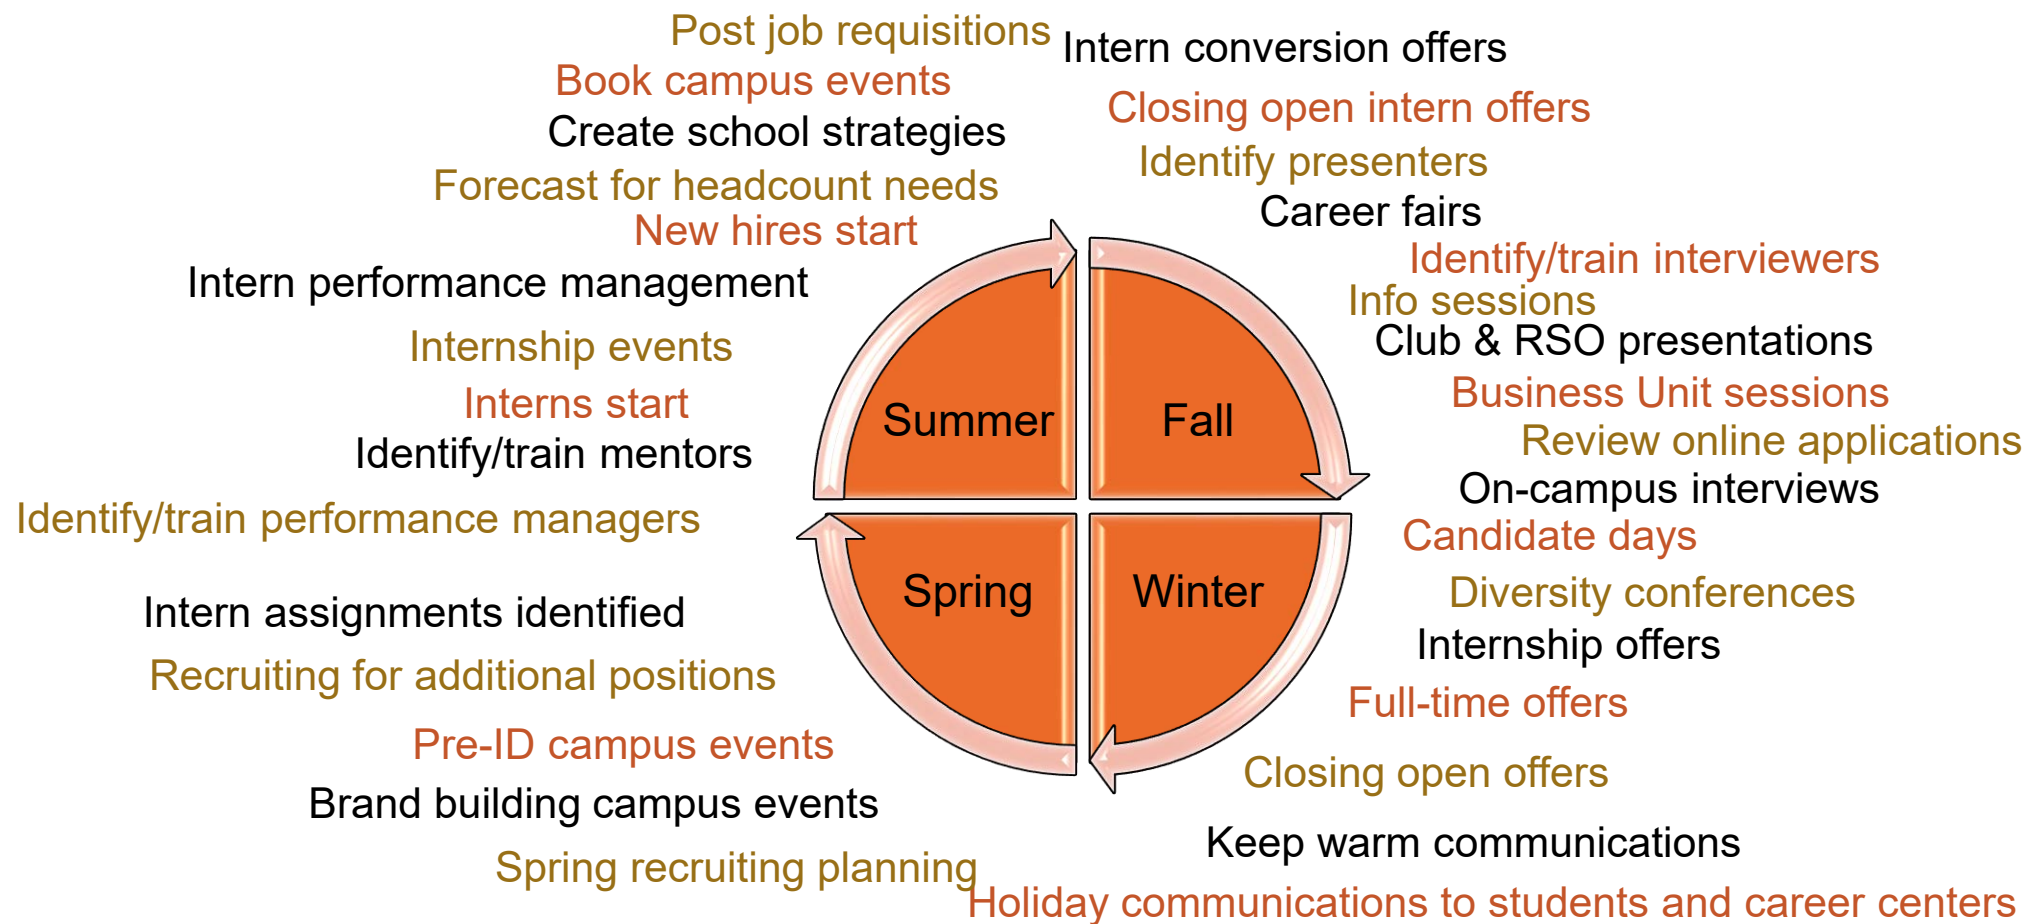 Post job requisitions
Intern conversion offers
Book campus events
Closing open intern offers
Create school strategies
Identify presenters
Forecast for headcount needs
Career fairs
New hires start
Identify/train interviewers
Intern performance management
Info sessions
Club & RSO presentations
Internship events
Business Unit sessions
Interns start
Summer
Fall
Review online applications
Identify/train mentors
On-campus interviews
Identify/train performance managers
Candidate days
Spring
Winter
Diversity conferences
Intern assignments identified
Internship offers
Recruiting for additional positions
Full-time offers
Pre-ID campus events
Closing open offers
Brand building campus events
Keep warm communications
Spring recruiting planning
Holiday communications to students and career centers